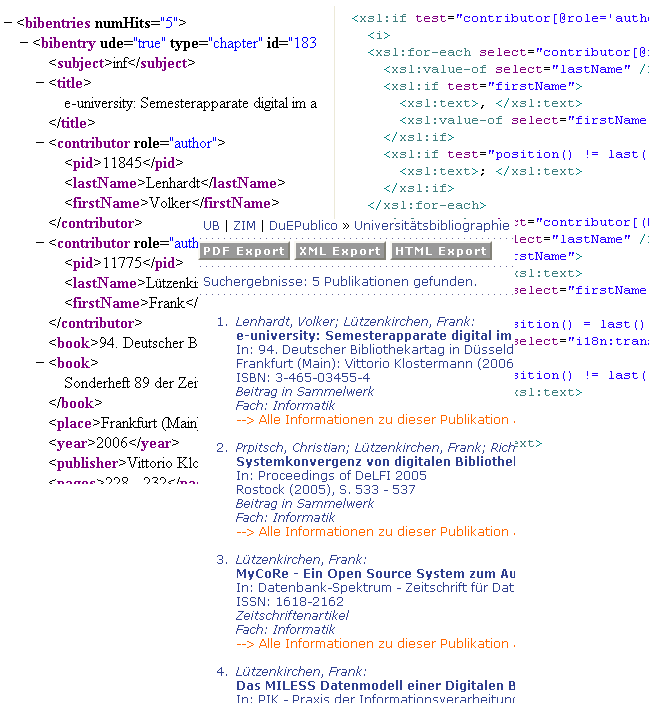 − <bibentries numHits="5">
− <bibentry ude="true" type="chapter" id="183
<subject>inf</subject>
− <title>
e-university: Semesterapparate digital im a
</title>
− <contributor role="author">
<pid>11845</pid>
<lastName>Lenhardt</lastName>
<firstName>Volker</firstName>
</contributor>
− <contributor role="auth
<pid>11775</pid>
<lastName>Lützenki
<firstName>Frank</
</contributor>
<book>94. Deutscher B
− <book>
Sonderheft 89 der Zei
</book>
<place>Frankfurt (Main)
<year>2006</year>
<publisher>Vittorio Klo
<pages>228 - 232</pa
<xsl:if test="contributor[@role='autho
<i>
<xsl:for-each select="contributor[@r
<xsl:value-of select="lastName" /
<xsl:if test="firstName">
<xsl:text>, </xsl:text>
<xsl:value-of select="firstName
</xsl:if>
<xsl:if test="position() != last(
<xsl:text>; </xsl:text>
</xsl:if>
</xsl:for-each>
"contributor[(
"lastName" /
Name">
<xsl:text>
select="firstName
position() = last()
select="i18n:trans
position() != last(
<xsl:text>
ext>
UB | ZIM | DuEPublico » Universitätsbibliographie
PDF Export XML Export HTML Export
Suchergebnisse: 5 Publikationen gefunden.
1. Lenhardt, Volker; Lützenkirchen, Frank:
e-university: Semesterapparate digital im
In: 94. Deutscher Bibliothekartag in Düsseld
Frankfurt (Main): Vittorio Klostermann (2006
ISBN: 3-465-03455-4
Beitrag in Sammelwerk
Fach: Informatik
--> Alle Informationen zu dieser Publikation
2. Prpitsch, Christian; Lützenkirchen, Frank; Rich
Systemkonvergenz von digitalen Bibliothel
In: Proceedings of DeLFI 2005
Rostock (2005), S. 533 - 537
Beitrag in Sammelwerk
Fach: Informatik
--> Alle Informationen zu dieser Publikation
3. Lützenkirchen, Frank:
MyCoRe - Ein Open Source System zum Au
In: Datenbank-Spektrum - Zeitschrift für Dat
ISSN: 1618-2162
Zeitschriftenartikel
Fach: Informatik
--> Alle Informationen zu dieser Publikation
4. Lützenkirchen, Frank:
Das MILESS Datenmodell einer Digitalen B
In: PIK - Praxis der Informationsverarbeitung